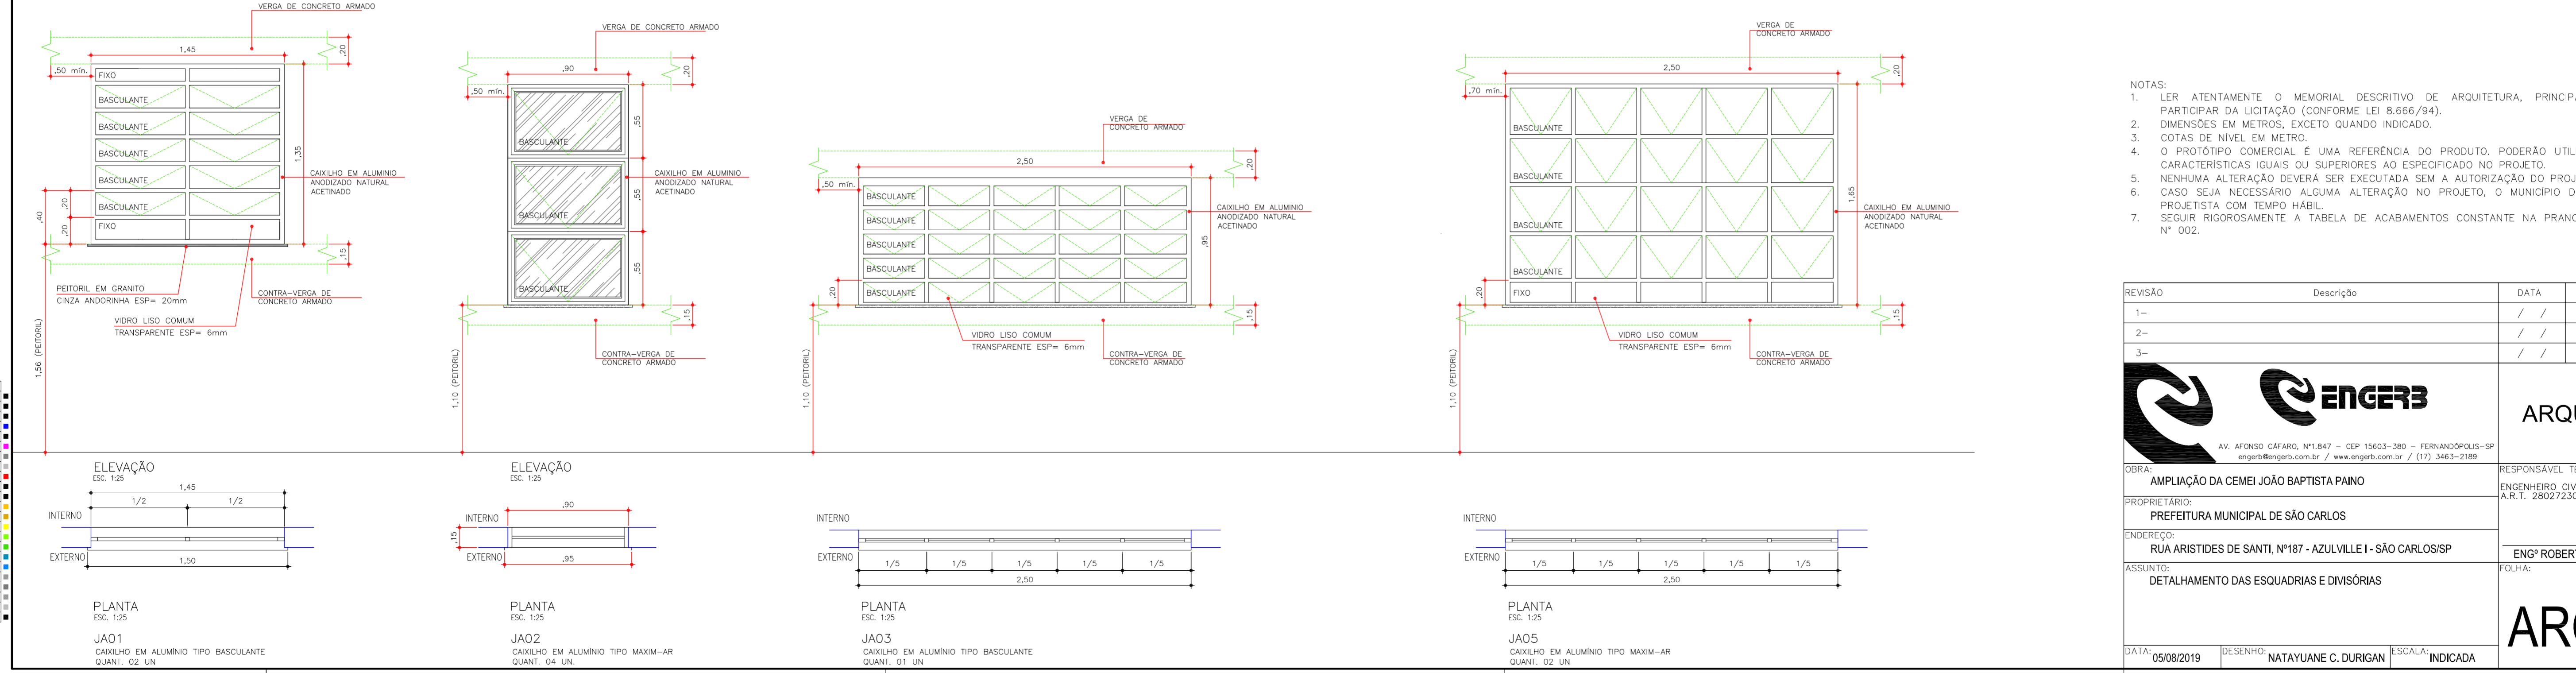 VERGA DE CONCRETO ARMADO
1,45
,20
,50 mín.
FIXO
BASCULANTE
BASCULANTE
BASCULANTE
BASCULANTE
BASCULANTE
FIXO
1,35
,40
,20
,20
,15
CAIXILHO EM ALUMINIO
ANODIZADO NATURAL
ACETINADO
PEITORIL EM GRANITO
CINZA ANDORINHA ESP= 20mm
CONTRA-VERGA DE
CONCRETO ARMADO
VIDRO LISO COMUM
TRANSPARENTE ESP= 6mm
1,56 (PEITORIL)
ELEVAÇÃO
ESC. 1:25
1,45
1/2 1/2
INTERNO
EXTERNO
1,50
PLANTA
ESC. 1:25
JA01
CAIXILHO EM ALUMÍNIO TIPO BASCULANTE
QUANT. 02 UN
VERGA DE CONCRETO ARMADO
,90
,20
,50 mín.
BASCULANTE
BASCULANTE
BASCULANTE
,55
,55
,55
,15
CAIXILHO EM ALUMINIO
ANODIZADO NATURAL
ACETINADO
CONTRA-VERGA DE
CONCRETO ARMADO
1,10 (PEITORIL)
ELEVAÇÃO
ESC. 1:25
,90
INTERNO
,15
EXTERNO
,95
PLANTA
ESC. 1:25
JA02
CAIXILHO EM ALUMÍNIO TIPO MAXIM-AR
QUANT. 04 UN.
VERGA DE
CONCRETO ARMADO
2,50
,20
,50 mín.
BASCULANTE
BASCULANTE
BASCULANTE
BASCULANTE
BASCULANTE
,95
,20
,15
CAIXILHO EM ALUMINIO
ANODIZADO NATURAL
ACETINADO
VIDRO LISO COMUM
TRANSPARENTE ESP= 6mm
CONTRA-VERGA DE
CONCRETO ARMADO
1,10 (PEITORIL)
INTERNO
EXTERNO
1/5 1/5 1/5 1/5 1/5
2,50
PLANTA
ESC. 1:25
JA03
CAIXILHO EM ALUMÍNIO TIPO BASCULANTE
QUANT. 01 UN
VERGA DE
CONCRETO ARMADO
2,50
,20
,70 mín.
BASCULANTE
BASCULANTE
BASCULANTE
BASCULANTE
FIXO
1,65
,20
,15
CAIXILHO EM ALUMINIO
ANODIZADO NATURAL
ACETINADO
VIDRO LISO COMUM
TRANSPARENTE ESP= 6mm
CONTRA-VERGA DE
CONCRETO ARMADO
1,10 (PEITORIL)
INTERNO
EXTERNO
1/5 1/5 1/5 1/5 1/5
2,50
PLANTA
ESC. 1:25
JA05
CAIXILHO EM ALUMÍNIO TIPO MAXIM-AR
QUANT. 02 UN
NOTAS:
1. LER ATENTAMENTE O MEMORIAL DESCRITIVO DE ARQUITETURA, PRINCIPA
PARTICIPAR DA LICITAÇÃO (CONFORME LEI 8.666/94).
2. DIMENSÕES EM METROS, EXCETO QUANDO INDICADO.
3. COTAS DE NÍVEL EM METRO.
4. O PROTÓTIPO COMERCIAL É UMA REFERÊNCIA DO PRODUTO. PODERÃO UTIL
CARACTERÍSTICAS IGUAIS OU SUPERIORES AO ESPECIFICADO NO PROJETO.
5. NENHUMA ALTERAÇÃO DEVERÁ SER EXECUTADA SEM A AUTORIZAÇÃO DO PROJ
6. CASO SEJA NECESSÁRIO ALGUMA ALTERAÇÃO NO PROJETO, O MUNICÍPIO D
PROJETISTA COM TEMPO HÁBIL.
7. SEGUIR RIGOROSAMENTE A TABELA DE ACABAMENTOS CONSTANTE NA PRANC
N° 002.
REVISÃO Descrição DATA
1- / /
2- / /
3- / /
ENGERB
AV. AFONSO CÁFARO, N°1.847 - CEP 15603-380 - FERNANDÓPOLIS-SP
engerb@engerb.com.br / www.engerb.com.br / (17) 3463-2189
ARQU
OBRA:
AMPLIAÇÃO DA CEMEI JOÃO BAPTISTA PAINO
RESPONSÁVEL TÉ
ENGENHEIRO CIV
A.R.T. 28027230
PROPRIETÁRIO:
PREFEITURA MUNICIPAL DE SÃO CARLOS
ENDEREÇO:
RUA ARISTIDES DE SANTI, Nº187 - AZULVILLE I - SÃO CARLOS/SP
ENGº ROBERT
ASSUNTO:
DETALHAMENTO DAS ESQUADRIAS E DIVISÓRIAS
FOLHA:
ARQ
DATA: 05/08/2019 DESENHO: NATAYUANE C. DURIGAN ESCALA: INDICADA